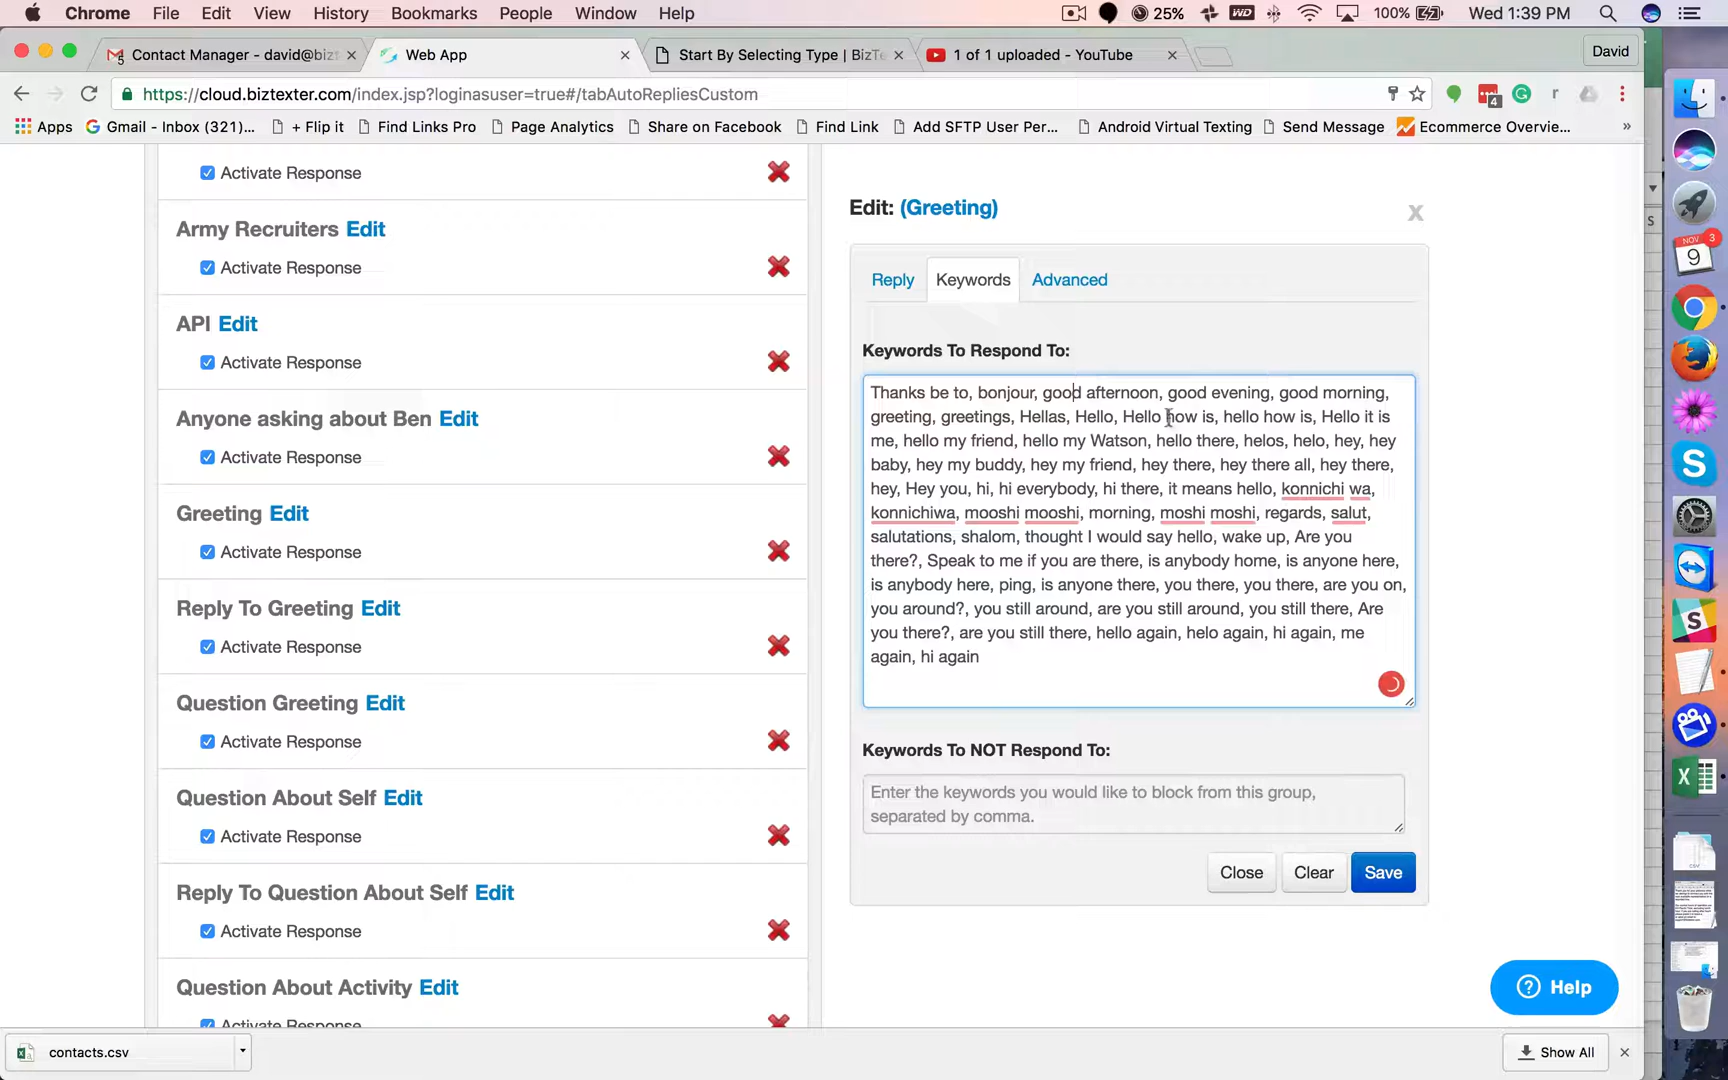 Chrome File Edit View History Bookmarks People Window Help
25% WD 100% Wed 1:39 PM
Contact Manager - david@bizt
Web App
Start By Selecting Type | BizTe
1 of 1 uploaded - YouTube
David
https://cloud.biztexter.com/index.jsp?loginasuser=true#/tabAutoRepliesCustom
4
r
Apps Gmail - Inbox (321)... + Flip it Find Links Pro Page Analytics Share on Facebook Find Link Add SFTP User Per... Android Virtual Texting Send Message Ecommerce Overvie... »
Activate Response
Army Recruiters Edit
Activate Response
API Edit
Activate Response
Anyone asking about Ben Edit
Activate Response
Greeting Edit
Activate Response
Reply To Greeting Edit
Activate Response
Question Greeting Edit
Activate Response
Question About Self Edit
Activate Response
Reply To Question About Self Edit
Activate Response
Question About Activity Edit
Activate Response
Edit: (Greeting)
x
Reply Keywords Advanced
Keywords To Respond To:
Thanks be to, bonjour, good afternoon, good evening, good morning,
greeting, greetings, Hellas, Hello, Hello how is, hello how is, Hello it is
me, hello my friend, hello my Watson, hello there, helos, helo, hey, hey
baby, hey my buddy, hey my friend, hey there, hey there all, hey there,
hey, Hey you, hi, hi everybody, hi there, it means hello, konnichi wa,
konnichiwa, mooshi mooshi, morning, moshi moshi, regards, salut,
salutations, shalom, thought I would say hello, wake up, Are you
there?, Speak to me if you are there, is anybody home, is anyone here,
is anybody here, ping, is anyone there, you there, you there, are you on,
you around?, you still around, are you still around, you still there, Are
you there?, are you still there, hello again, helo again, hi again, me
again, hi again
Keywords To NOT Respond To:
Enter the keywords you would like to block from this group,
separated by comma.
Close Clear Save
? Help
contacts.csv
Show All
S
NOV
3
9
S
S